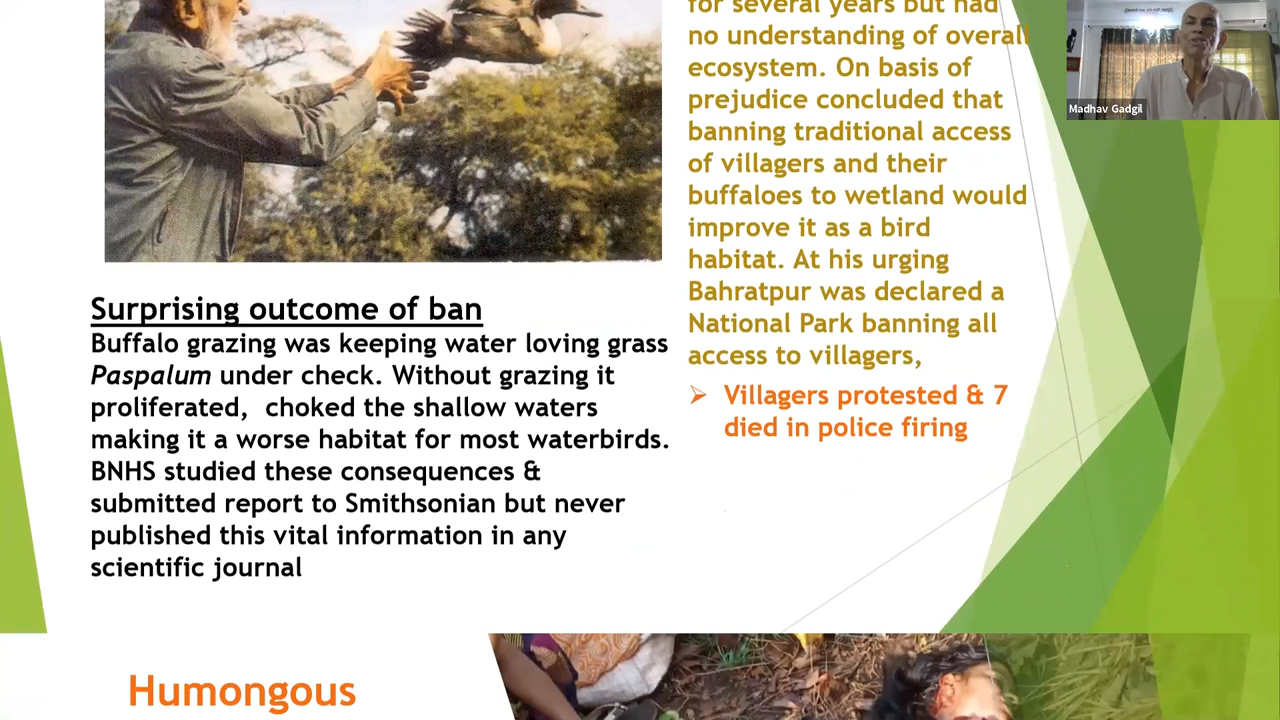 for several years but had
no understanding of overall
ecosystem. On basis of
prejudice concluded that
banning traditional access
of villagers and their
buffaloes to wetland would
improve it as a bird
habitat. At his urging
Bahratpur was declared a
National Park banning all
access to villagers,
Villagers protested & 7
died in police firing
Madhav Gadgil
Surprising outcome of ban
Buffalo grazing was keeping water loving grass
Paspalum under check. Without grazing it
proliferated, choked the shallow waters
making it a worse habitat for most waterbirds.
BNHS studied these consequences &
submitted report to Smithsonian but never
published this vital information in any
scientific journal
Humongous